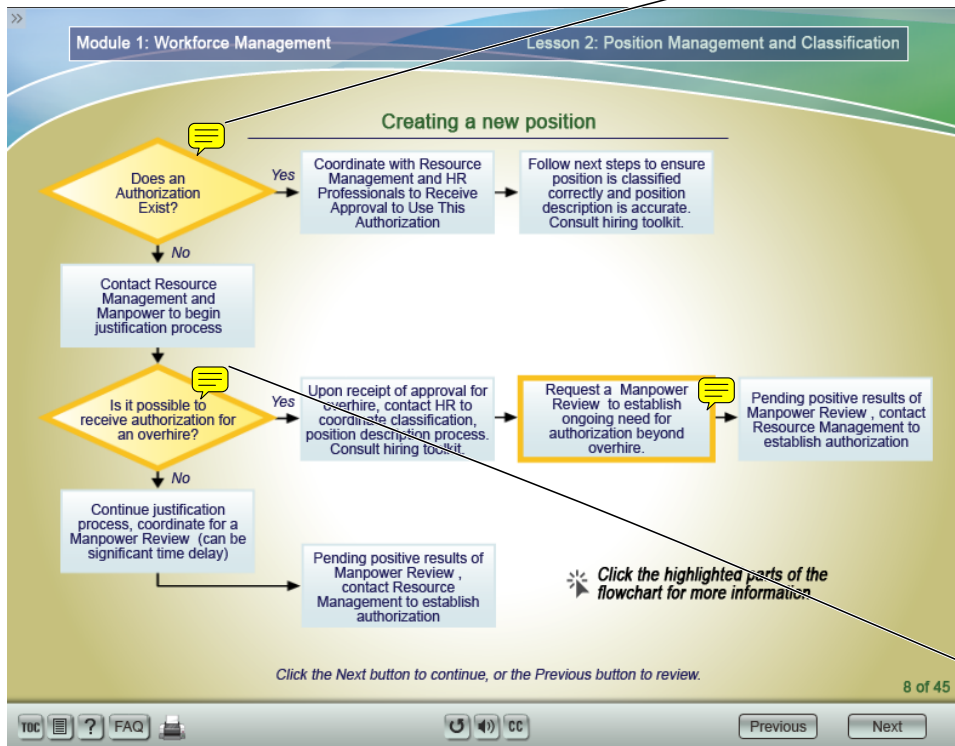 »
Module 1: Workforce Management
Lesson 2: Position Management and Classification
Creating a new position
Does an
Authorization
Exist?
Yes
Coordinate with Resource
Management and HR
Professionals to Receive
Approval to Use This
Authorization
Follow next steps to ensure
position is classified
correctly and position
description is accurate.
Consult hiring toolkit.
No
Contact Resource
Management and
Manpower to begin
justification process
Is it possible to
receive authorization for
an overhire?
Yes
Upon receipt of approval for
overhire, contact HR to
coordinate classification,
position description process.
Consult hiring toolkit.
Request a Manpower
Review to establish
ongoing need for
authorization beyond
overhire.
Pending positive results of
Manpower Review , contact
Resource Management to
establish authorization
No
Continue justification
process, coordinate for a
Manpower Review (can be
significant time delay)
Pending positive results of
Manpower Review ,
contact Resource
Management to establish
authorization
Click the highlighted parts of the
flowchart for more information
Click the Next button to continue, or the Previous button to review.
8 of 45
TOC
?
FAQ
CC
Previous
Next